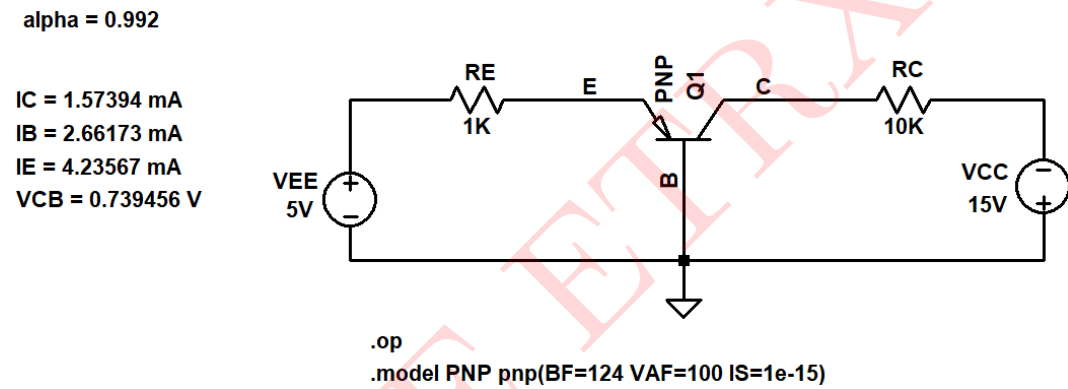 alpha = 0.992
IC = 1.57394 mA
IB = 2.66173 mA
IE = 4.23567 mA
VCB = 0.739456 V
RE
1K
E
PNP
Q1
C
RC
10K
B
VEE
5V
+
−
VCC
15V
−
+
.op
.model PNP pnp(BF=124 VAF=100 IS=1e-15)
ETRX